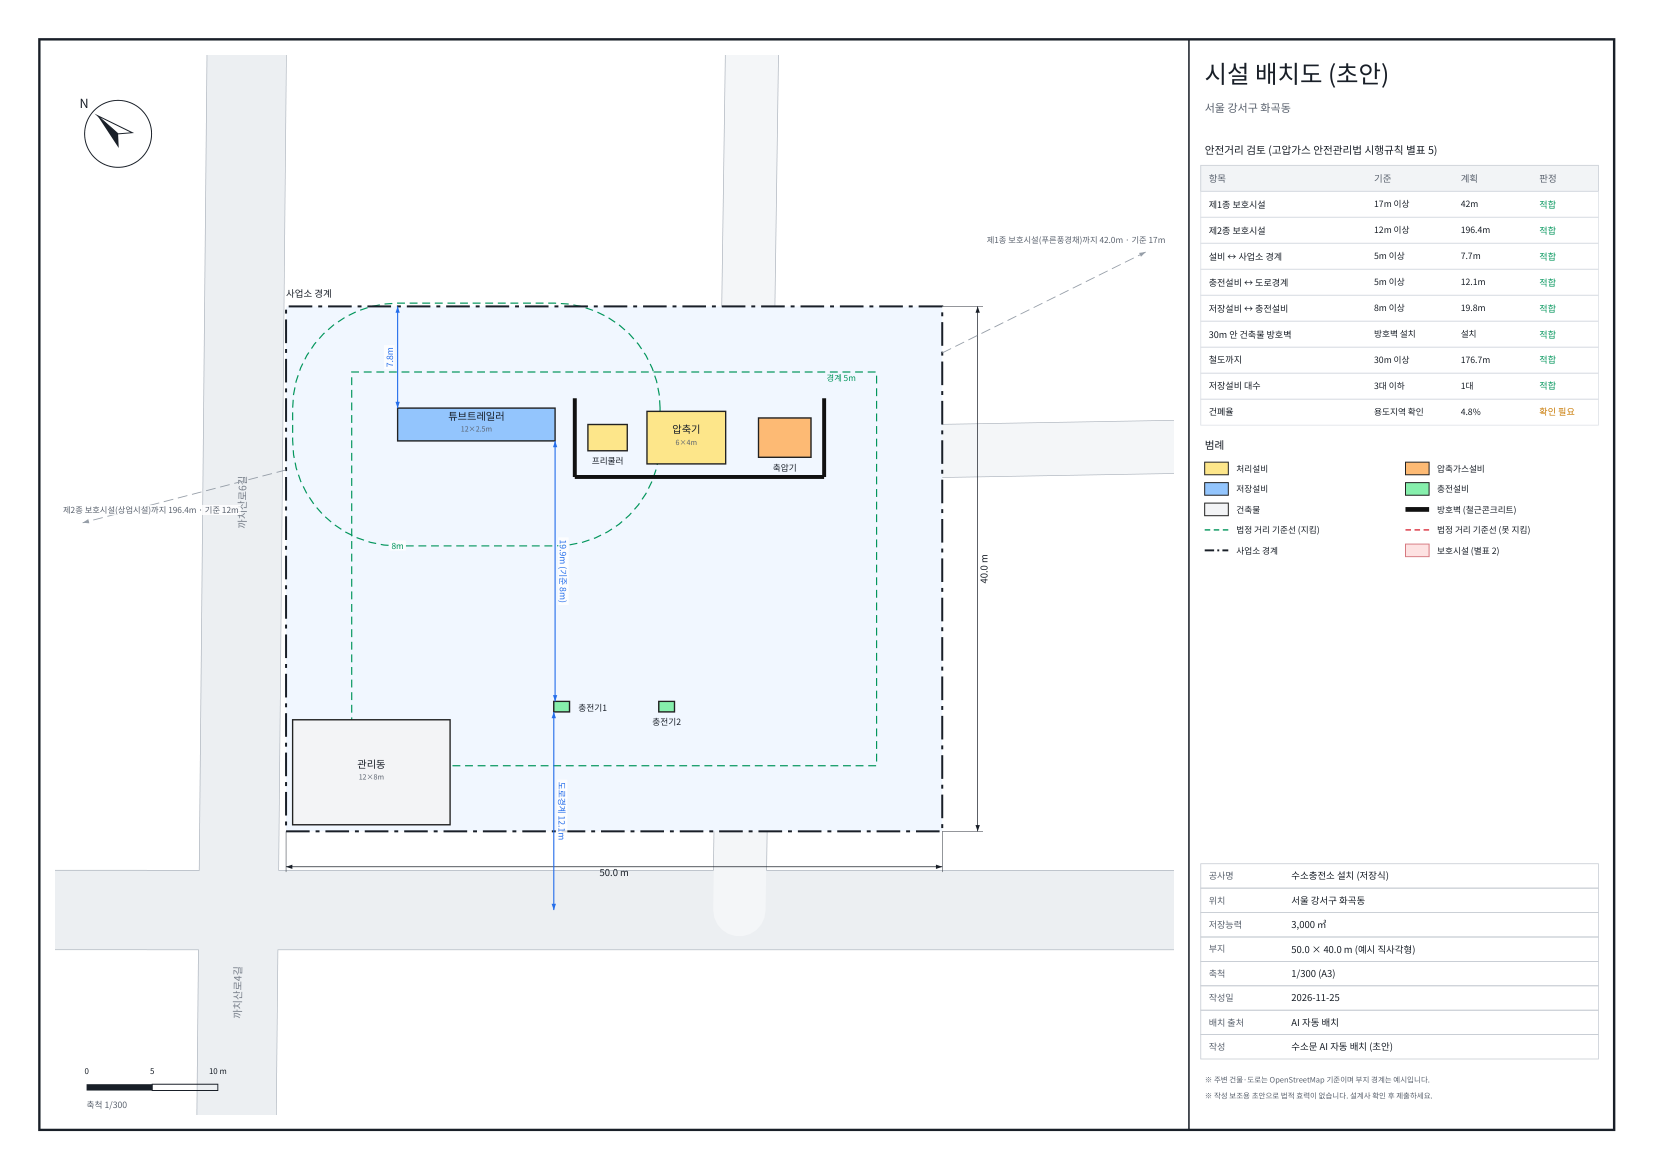 시설 배치도 (초안)
서울 강서구 화곡동
안전거리 검토 (고압가스 안전관리법 시행규칙 별표 5)
항목 기준 계획 판정
제1종 보호시설 17m 이상 42m 적합
제2종 보호시설 12m 이상 196.4m 적합
설비 ↔ 사업소 경계 5m 이상 7.7m 적합
충전설비 ↔ 도로경계 5m 이상 12.1m 적합
저장설비 ↔ 충전설비 8m 이상 19.8m 적합
30m 안 건축물 방호벽 방호벽 설치 설치 적합
철도까지 30m 이상 176.7m 적합
저장설비 대수 3대 이하 1대 적합
건폐율 용도지역 확인 4.8% 확인 필요
범례
처리설비 압축가스설비
저장설비 충전설비
건축물 방호벽 (철근콘크리트)
법정 거리 기준선 (지킴) 법정 거리 기준선 (못 지킴)
사업소 경계 보호시설 (별표 2)
공사명 수소충전소 설치 (저장식)
위치 서울 강서구 화곡동
저장능력 3,000 ㎥
부지 50.0 × 40.0 m (예시 직사각형)
축척 1/300 (A3)
작성일 2026-11-25
배치 출처 AI 자동 배치
작성 수소문 AI 자동 배치 (초안)
※ 주변 건물·도로는 OpenStreetMap 기준이며 부지 경계는 예시입니다.
※ 작성 보조용 초안으로 법적 효력이 없습니다. 설계사 확인 후 제출하세요.
N
제1종 보호시설(푸른풍경채)까지 42.0m · 기준 17m
사업소 경계
7.8m
경계 5m
튜브트레일러
12×2.5m
프리쿨러
압축기
6×4m
축압기
까치산로6길
제2종 보호시설(상업시설)까지 196.4m · 기준 12m
8m
19.9m (기준 8m)
40.0 m
충전기1
충전기2
관리동
12×8m
도로경계 12.1m
50.0 m
까치산로4길
0 5 10 m
축척 1/300